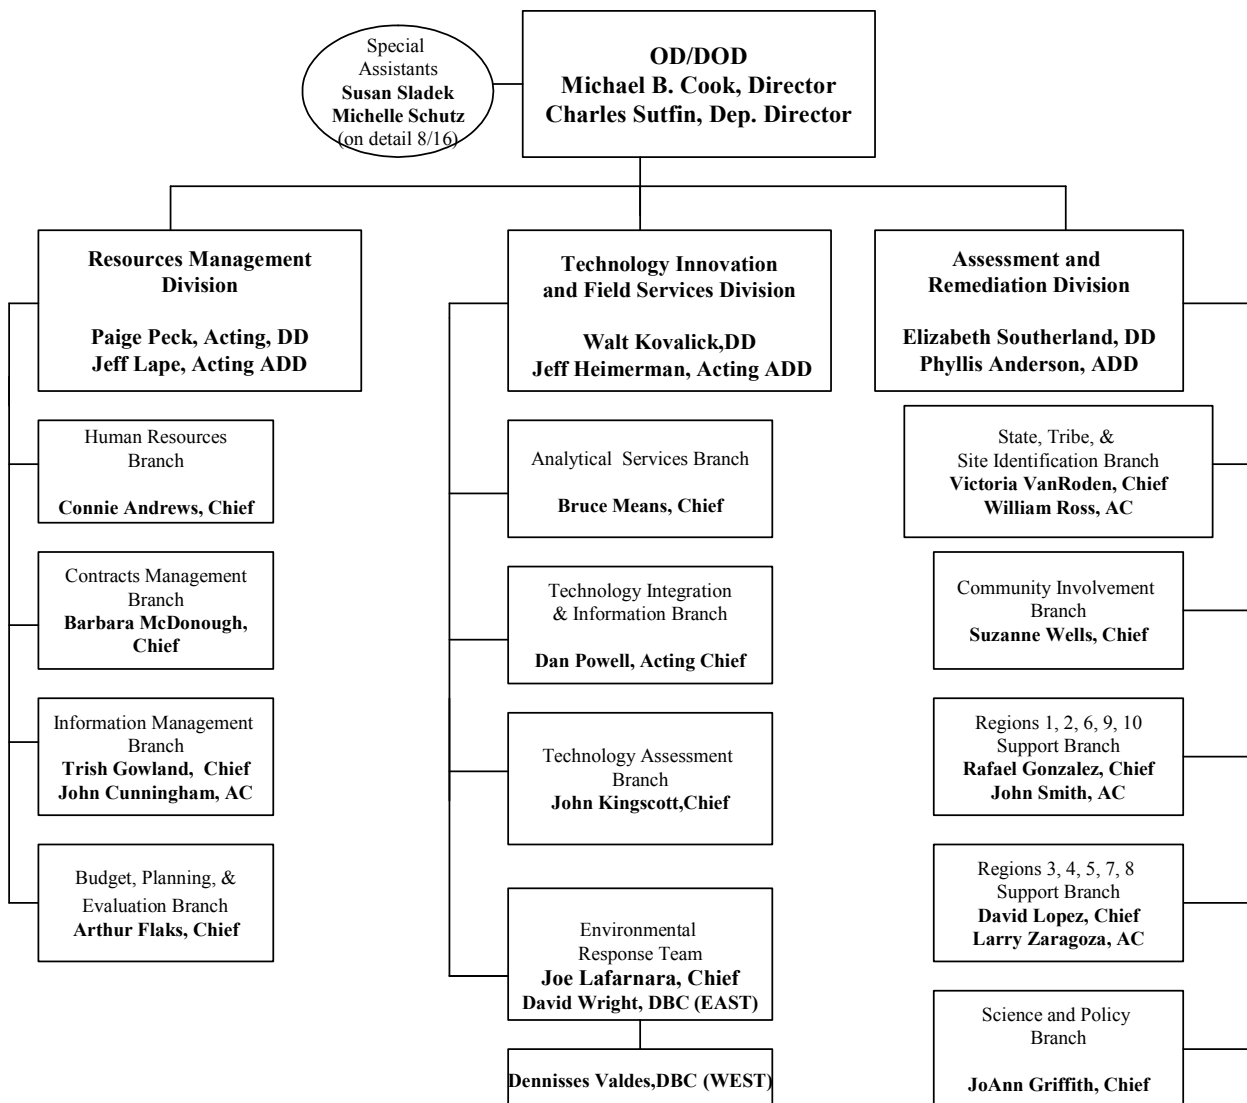 Special
Assistants
Susan Sladek
Michelle Schutz
(on detail 8/16)
OD/DOD
Michael B. Cook, Director
Charles Sutfin, Dep. Director
Resources Management
Division
Paige Peck, Acting, DD
Jeff Lape, Acting ADD
Human Resources
Branch
Connie Andrews, Chief
Contracts Management
Branch
Barbara McDonough,
Chief
Information Management
Branch
Trish Gowland, Chief
John Cunningham, AC
Budget, Planning, &
Evaluation Branch
Arthur Flaks, Chief
Technology Innovation
and Field Services Division
Walt Kovalick,DD
Jeff Heimerman, Acting ADD
Analytical Services Branch
Bruce Means, Chief
Technology Integration
& Information Branch
Dan Powell, Acting Chief
Technology Assessment
Branch
John Kingscott,Chief
Environmental
Response Team
Joe Lafarnara, Chief
David Wright, DBC (EAST)
Dennisses Valdes,DBC (WEST)
Assessment and
Remediation Division
Elizabeth Southerland, DD
Phyllis Anderson, ADD
State, Tribe, &
Site Identification Branch
Victoria VanRoden, Chief
William Ross, AC
Community Involvement
Branch
Suzanne Wells, Chief
Regions 1, 2, 6, 9, 10
Support Branch
Rafael Gonzalez, Chief
John Smith, AC
Regions 3, 4, 5, 7, 8
Support Branch
David Lopez, Chief
Larry Zaragoza, AC
Science and Policy
Branch
JoAnn Griffith, Chief